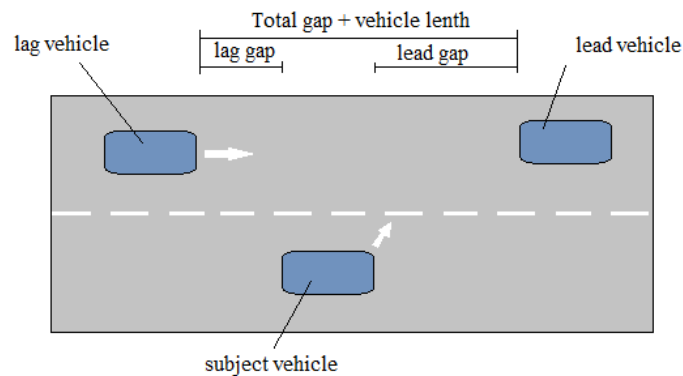 Total gap + vehicle lenth
lag vehicle
lag gap
lead gap
lead vehicle
subject vehicle